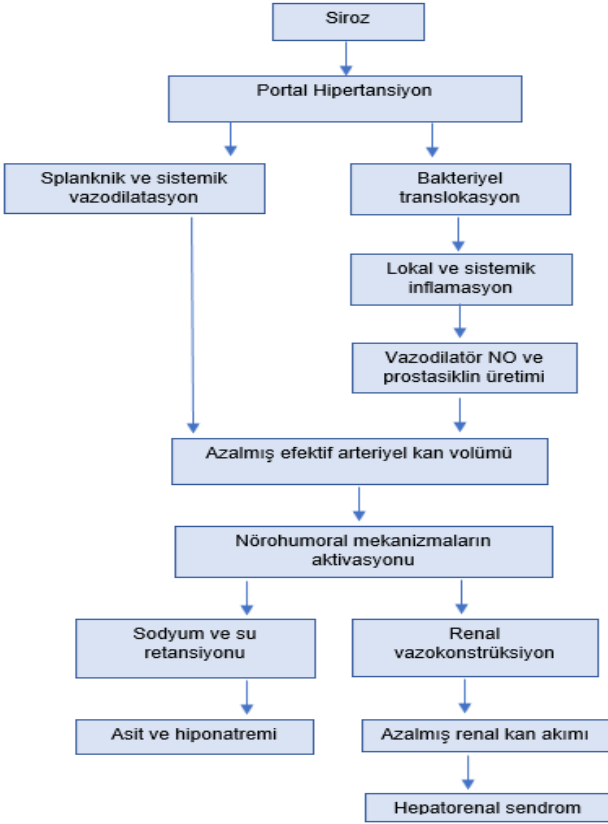 Siroz
Portal Hipertansiyon
Splanknik ve sistemik
vazodilatasyon
Bakteriyel
translokasyon
Lokal ve sistemik
inflamasyon
Vazodilatör NO ve
prostasiklin üretimi
Azalmış efektif arteriyel kan volümü
Nörohumoral mekanizmaların
aktivasyonu
Sodyum ve su
retansiyonu
Renal
vazokonstrüksiyon
Asit ve hiponatremi
Azalmış renal kan akımı
Hepatorenal sendrom